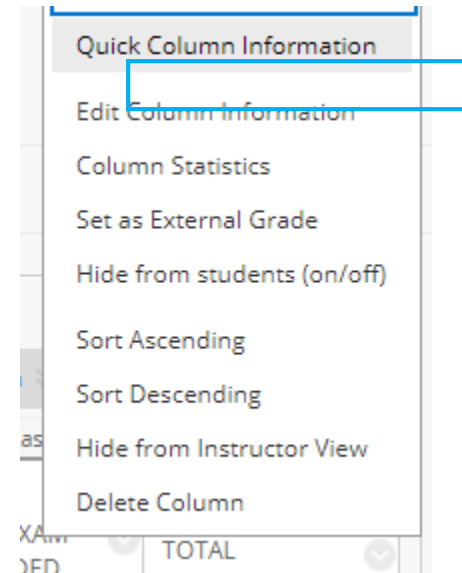 Quick Column Information
Edit Column Information
Column Statistics
Set as External Grade
Hide from students (on/off)
Sort Ascending
Sort Descending
as
Hide from Instructor View
Delete Column
TOTAL